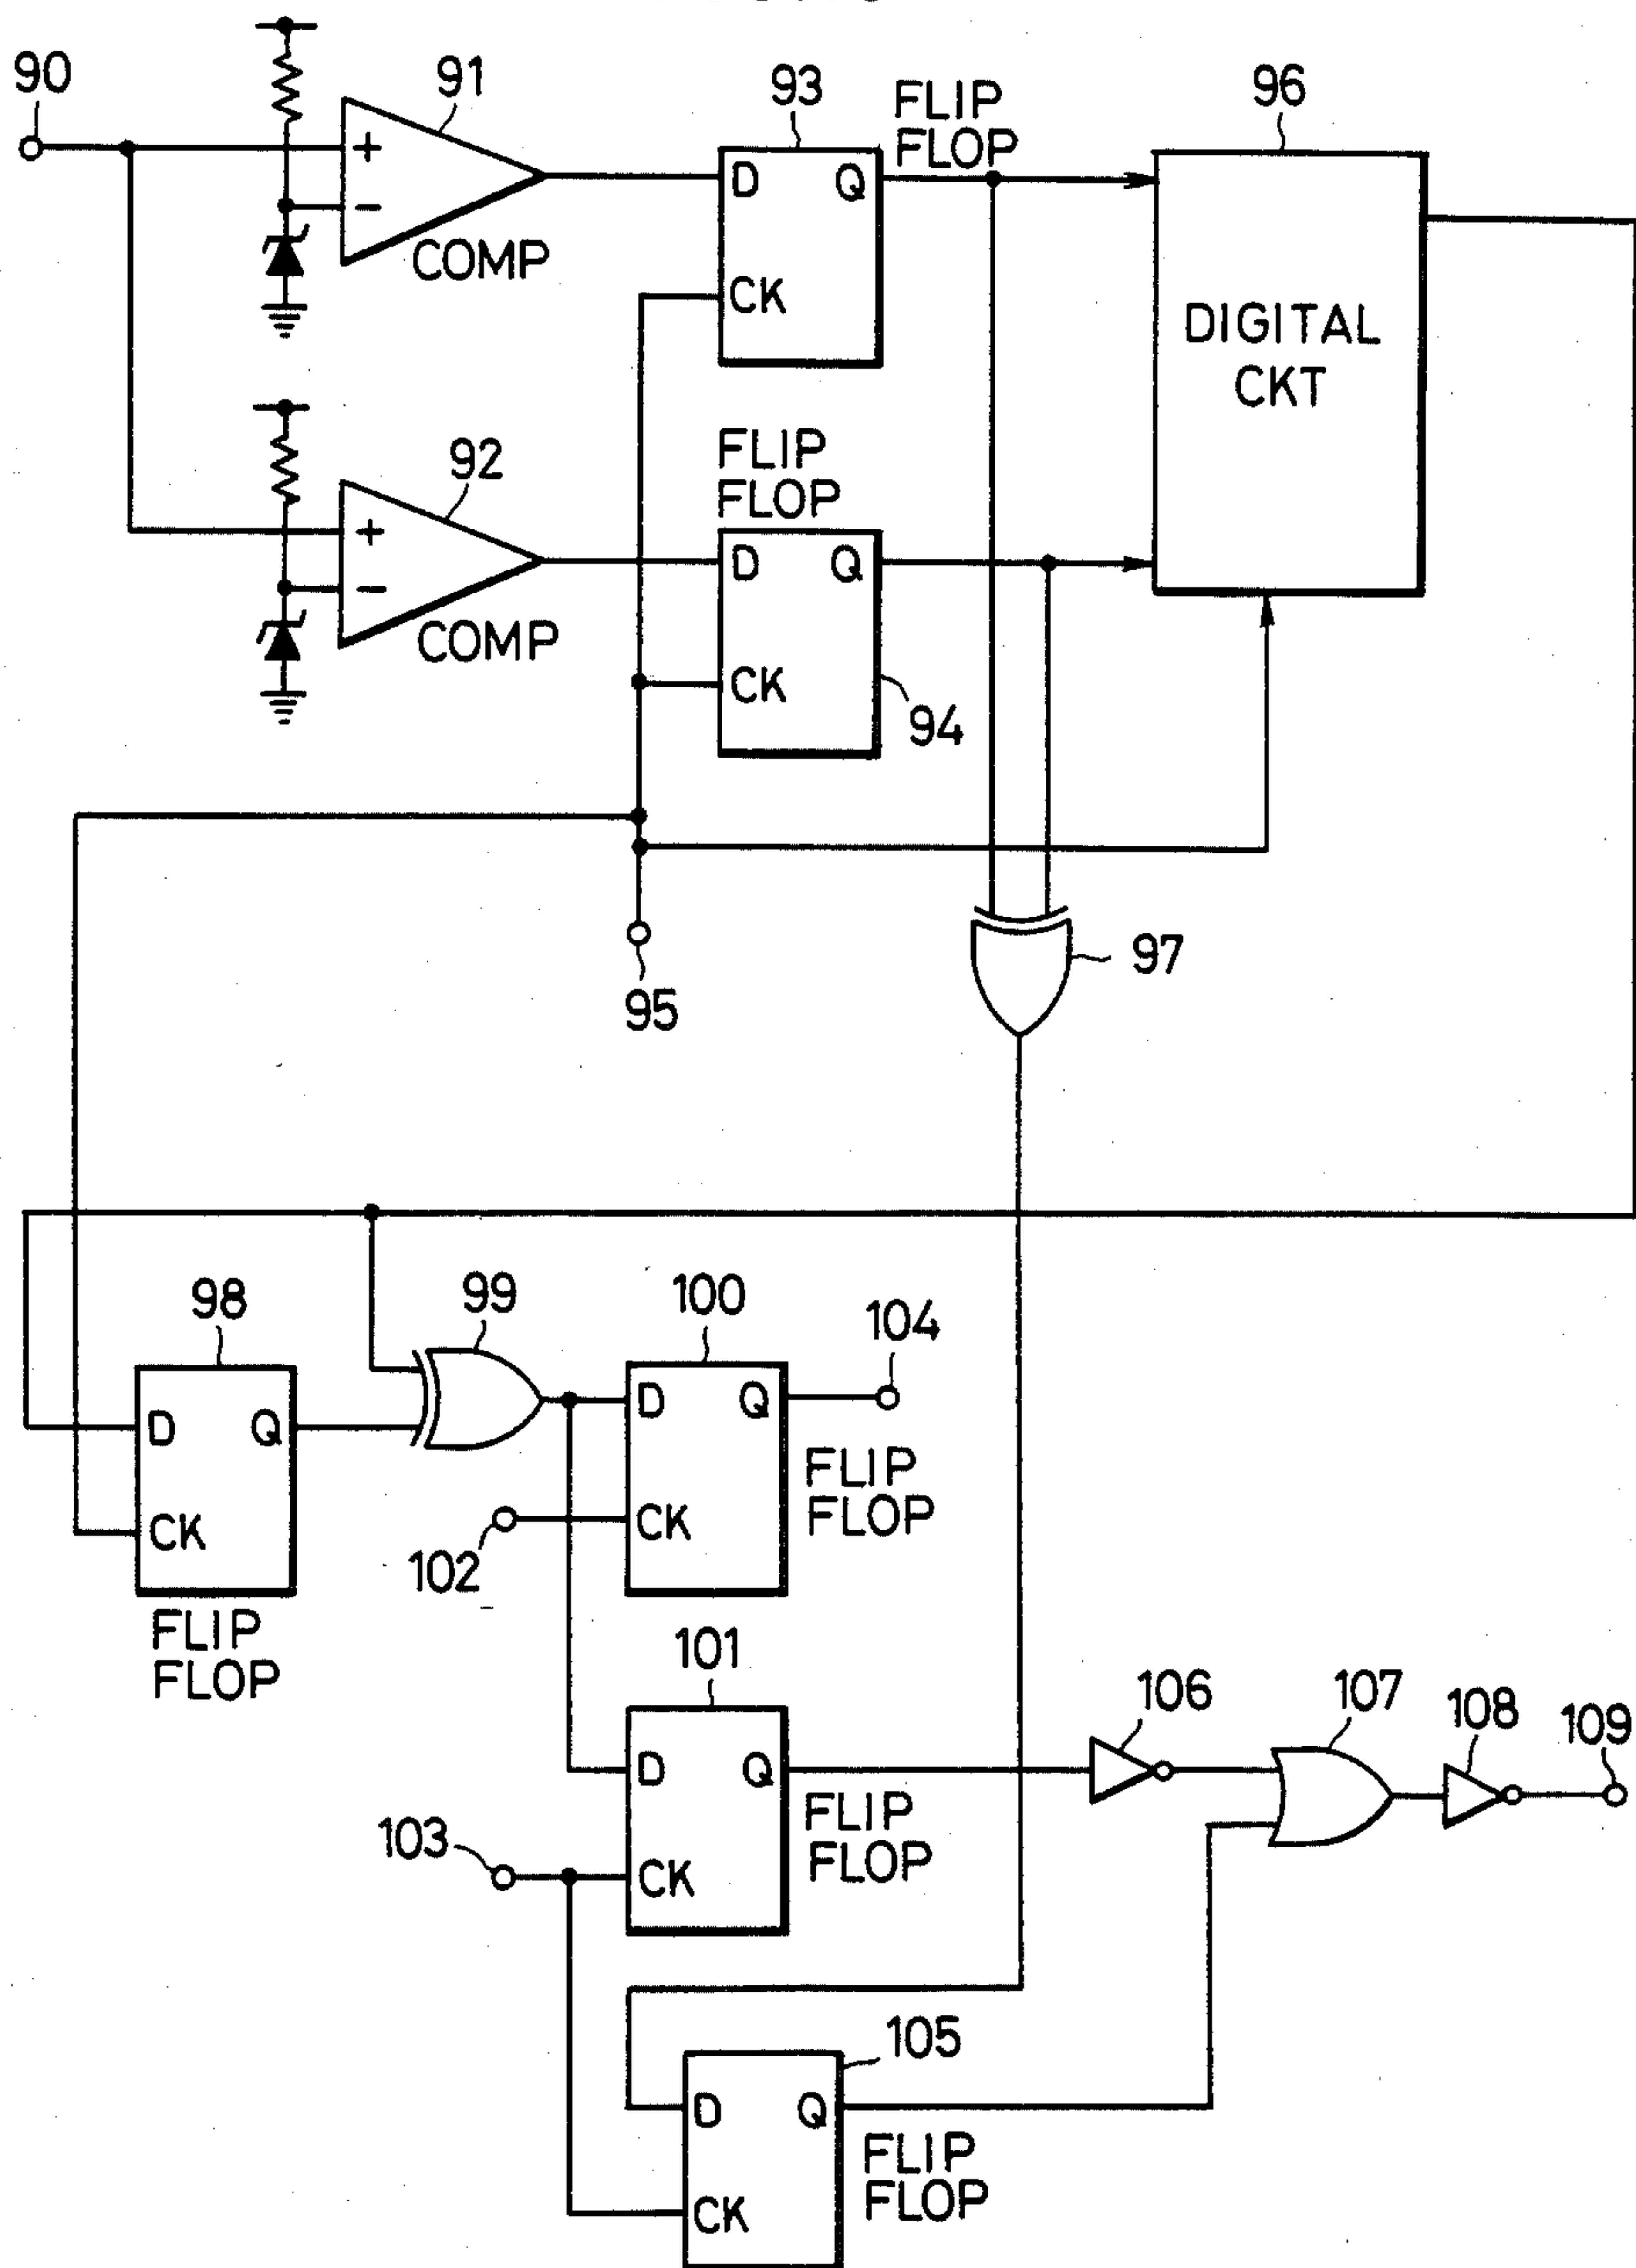 90
91
93
FLIP
FLOP
96
+
−
COMP
D Q
CK
DIGITAL
CKT
92
FLIP
FLOP
+
−
COMP
D Q
CK
94
95
97
98
99
100
104
D Q
CK
FLIP
FLOP
D Q
CK
FLIP
FLOP
102
101
D Q
CK
FLIP
FLOP
103
106
107
108
109
105
D Q
CK
FLIP
FLOP